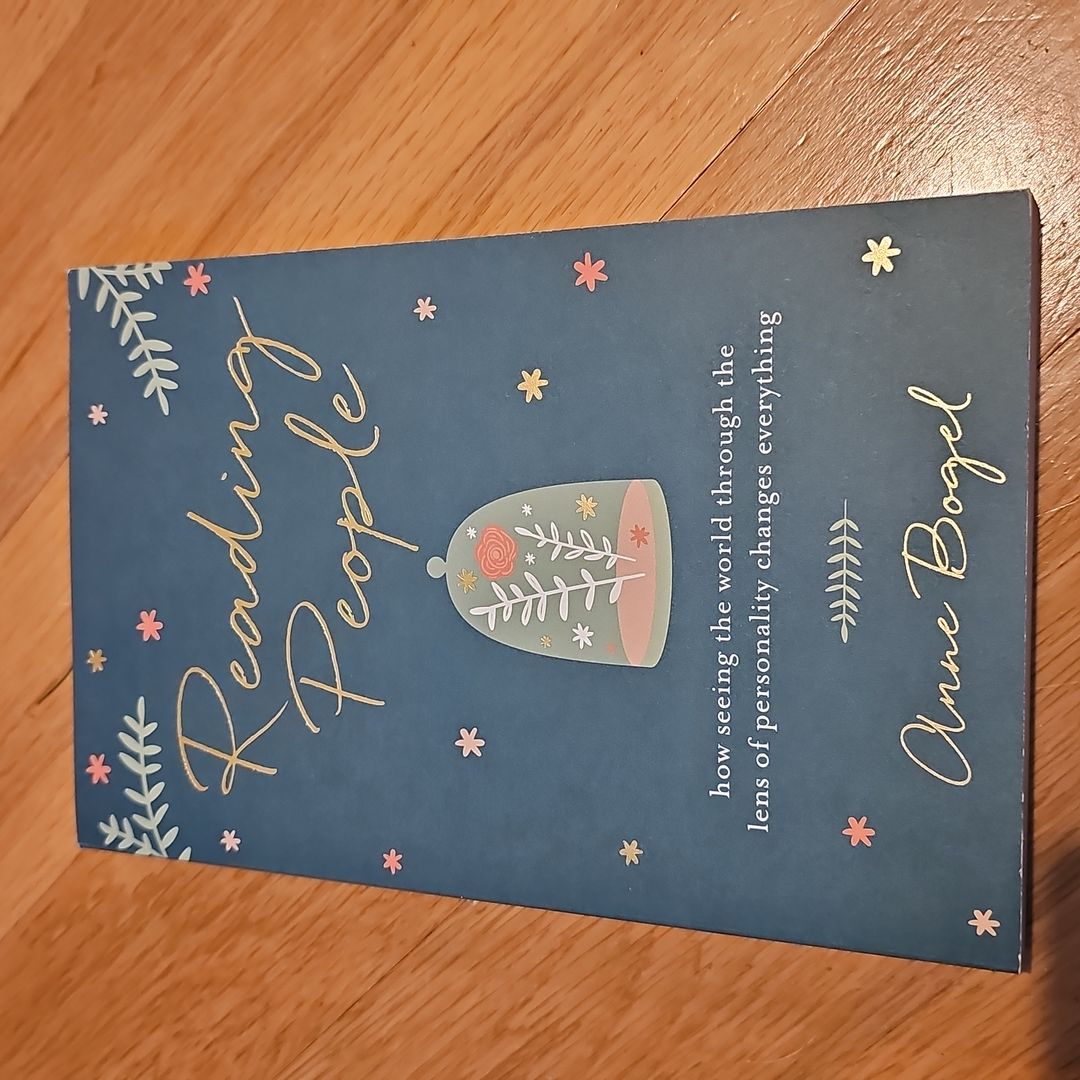 Reading
People
how seeing the world through the
lens of personality changes everything
Anne Bogel